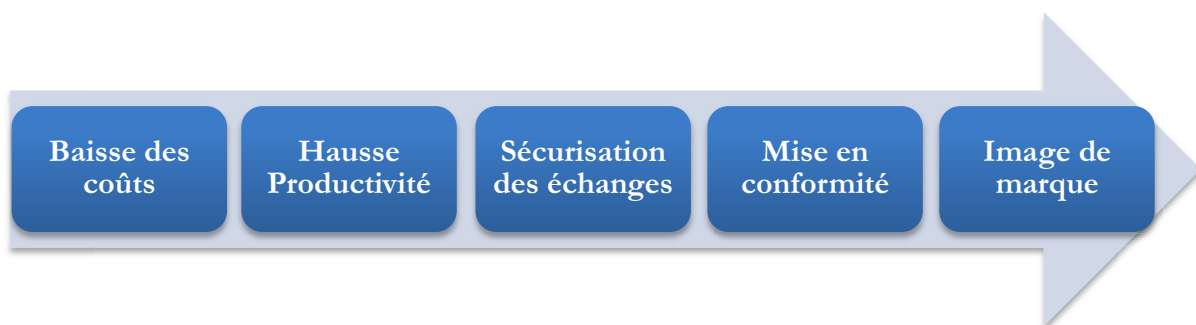 Baisse des
coûts
Hausse
Productivité
Sécurisation
des échanges
Mise en
conformité
Image de
marque